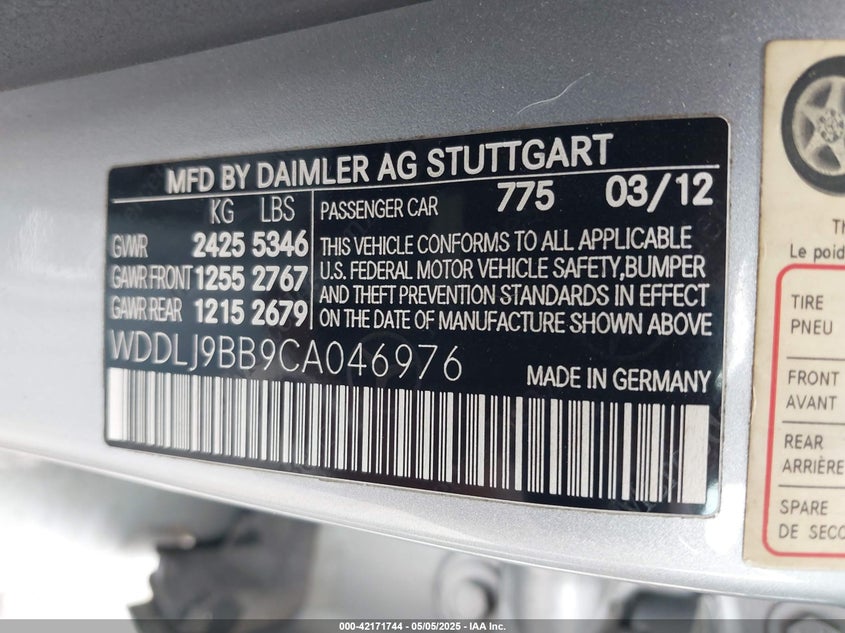 MFD BY DAIMLER AG STUTTGART
KG LBS
GVWR 2425 5346
GAWR FRONT 1255 2767
GAWR REAR 1215 2679
PASSENGER CAR 775 03/12
THIS VEHICLE CONFORMS TO ALL APPLICABLE
U.S. FEDERAL MOTOR VEHICLE SAFETY,BUMPER
AND THEFT PREVENTION STANDARDS IN EFFECT
ON THE DATE OF MANUFACTURE SHOWN ABOVE
WDDLJ9BB9CA046976
MADE IN GERMANY
Le poid
TIRE
PNEU
FRONT
AVANT
REAR
ARRIÈRE
SPARE
DE SECO
000-42171744 / 05/05/2025 - IAA Inc.